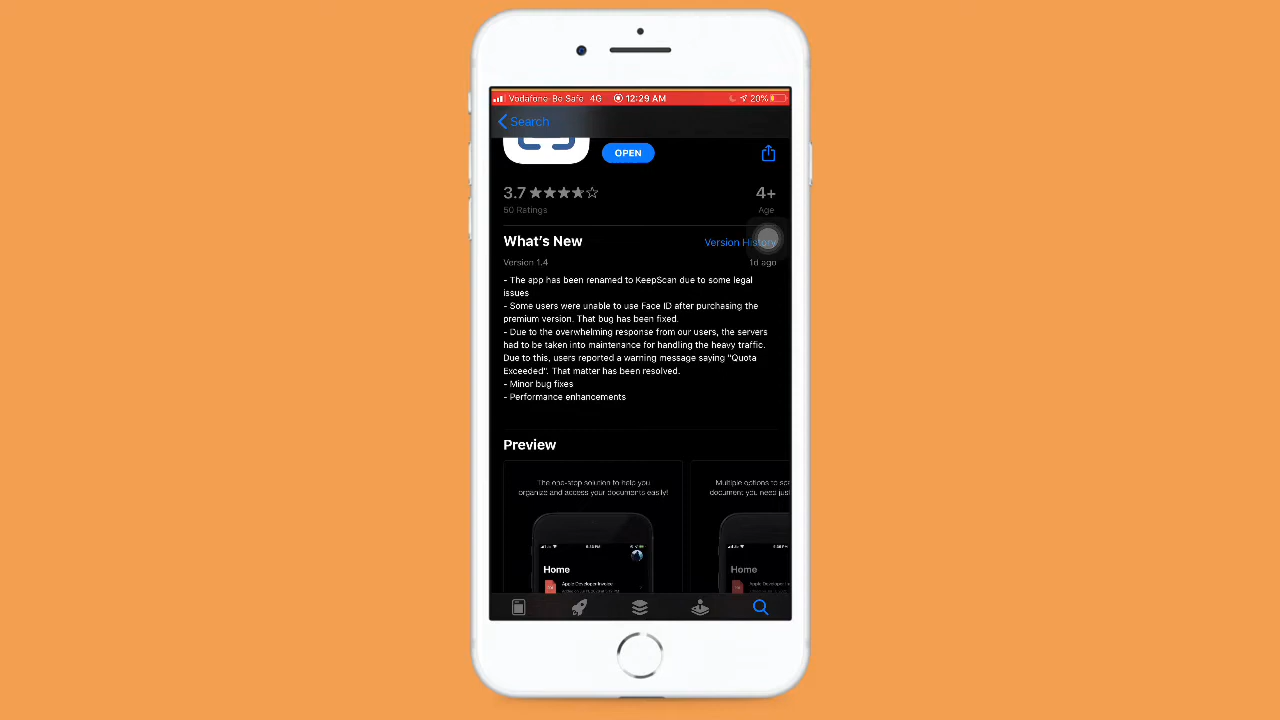 Vodafone-Be Safe. 4G 12:29 AM 20%
Search
OPEN
3.7
4+
50 Ratings
Age
What's New
Version History
Version 1.4
1d ago
- The app has been renamed to KeepScan due to some legal
issues
- Some users were unable to use Face ID after purchasing the
premium version. That bug has been fixed.
- Due to the overwhelming response from our users, the servers
had to be taken into maintenance for handling the heavy traffic.
Due to this, users reported a warning message saying "Quota
Exceeded". That matter has been resolved.
- Minor bug fixes
- Performance enhancements
Preview
The one-stop solution to help you
organize and access your documents easily!
Multiple options to
document you need
Home
Apple Developer Invoice
Home